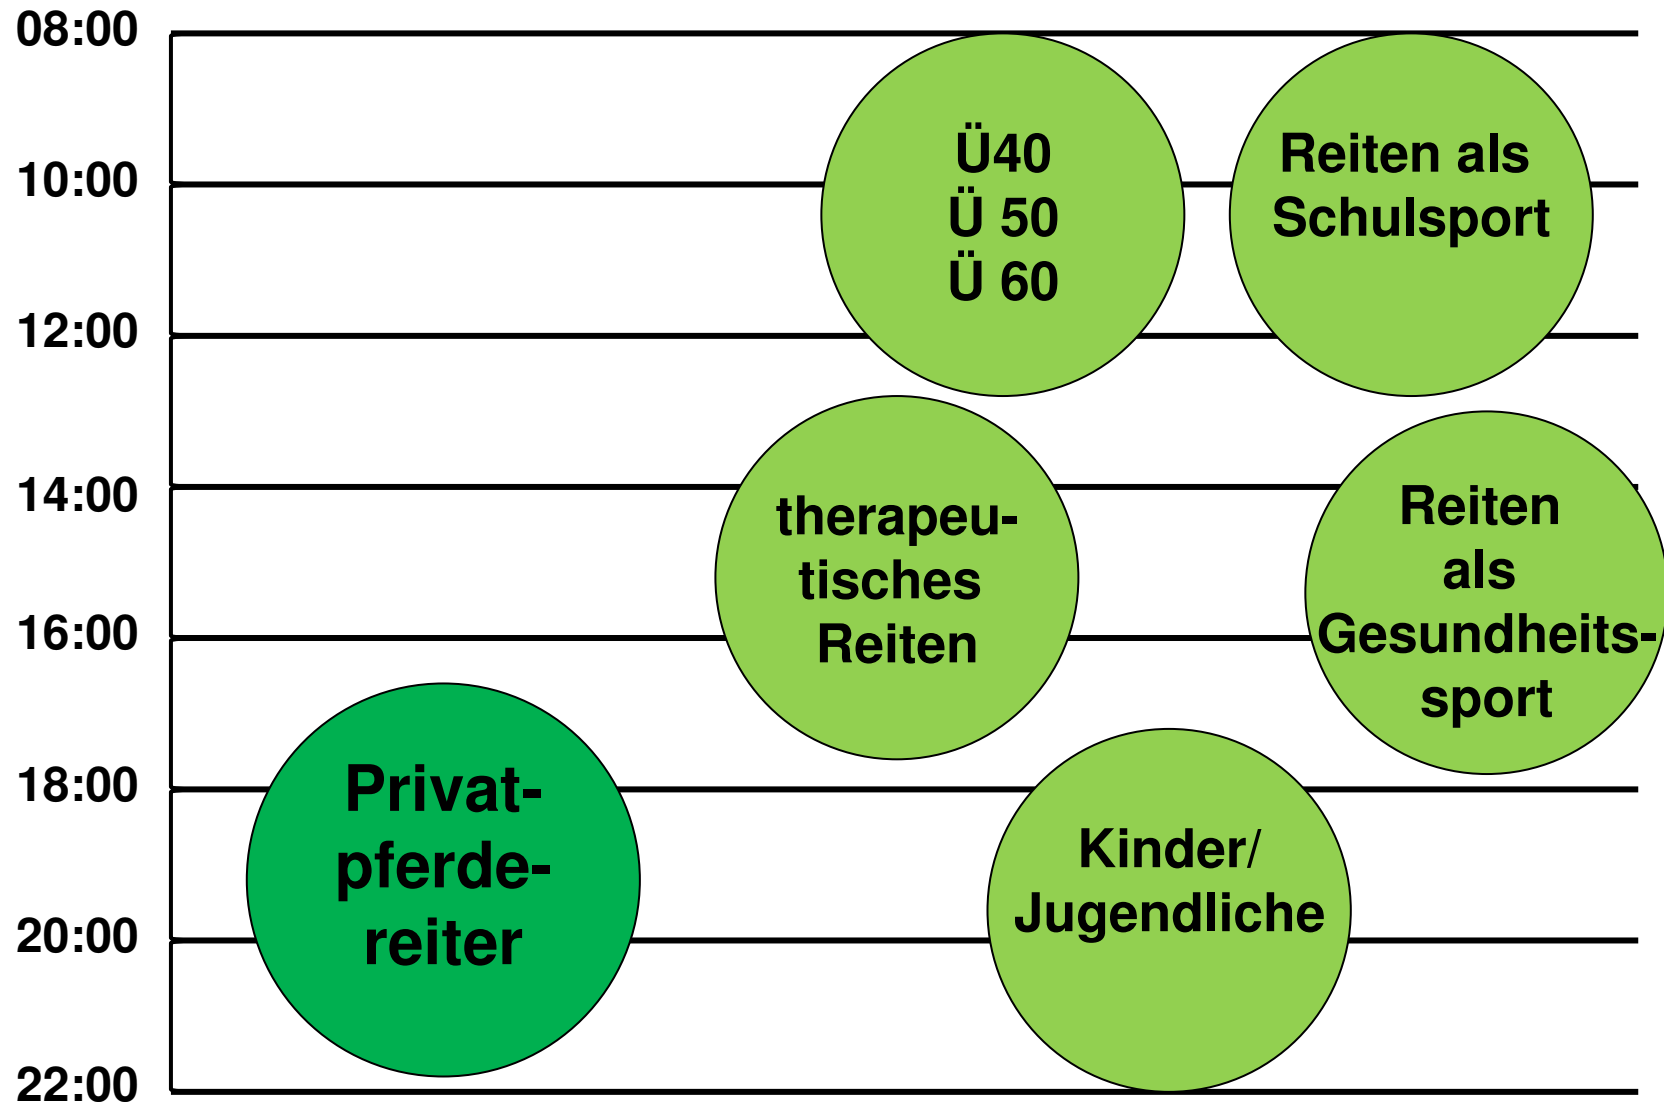 08:00
10:00
12:00
14:00
16:00
18:00
20:00
22:00
Ü40
Ü 50
Ü 60
Reiten als
Schulsport
therapeu-
tisches
Reiten
Reiten
als
Gesundheits-
sport
Privat-
pferde-
reiter
Kinder/
Jugendliche